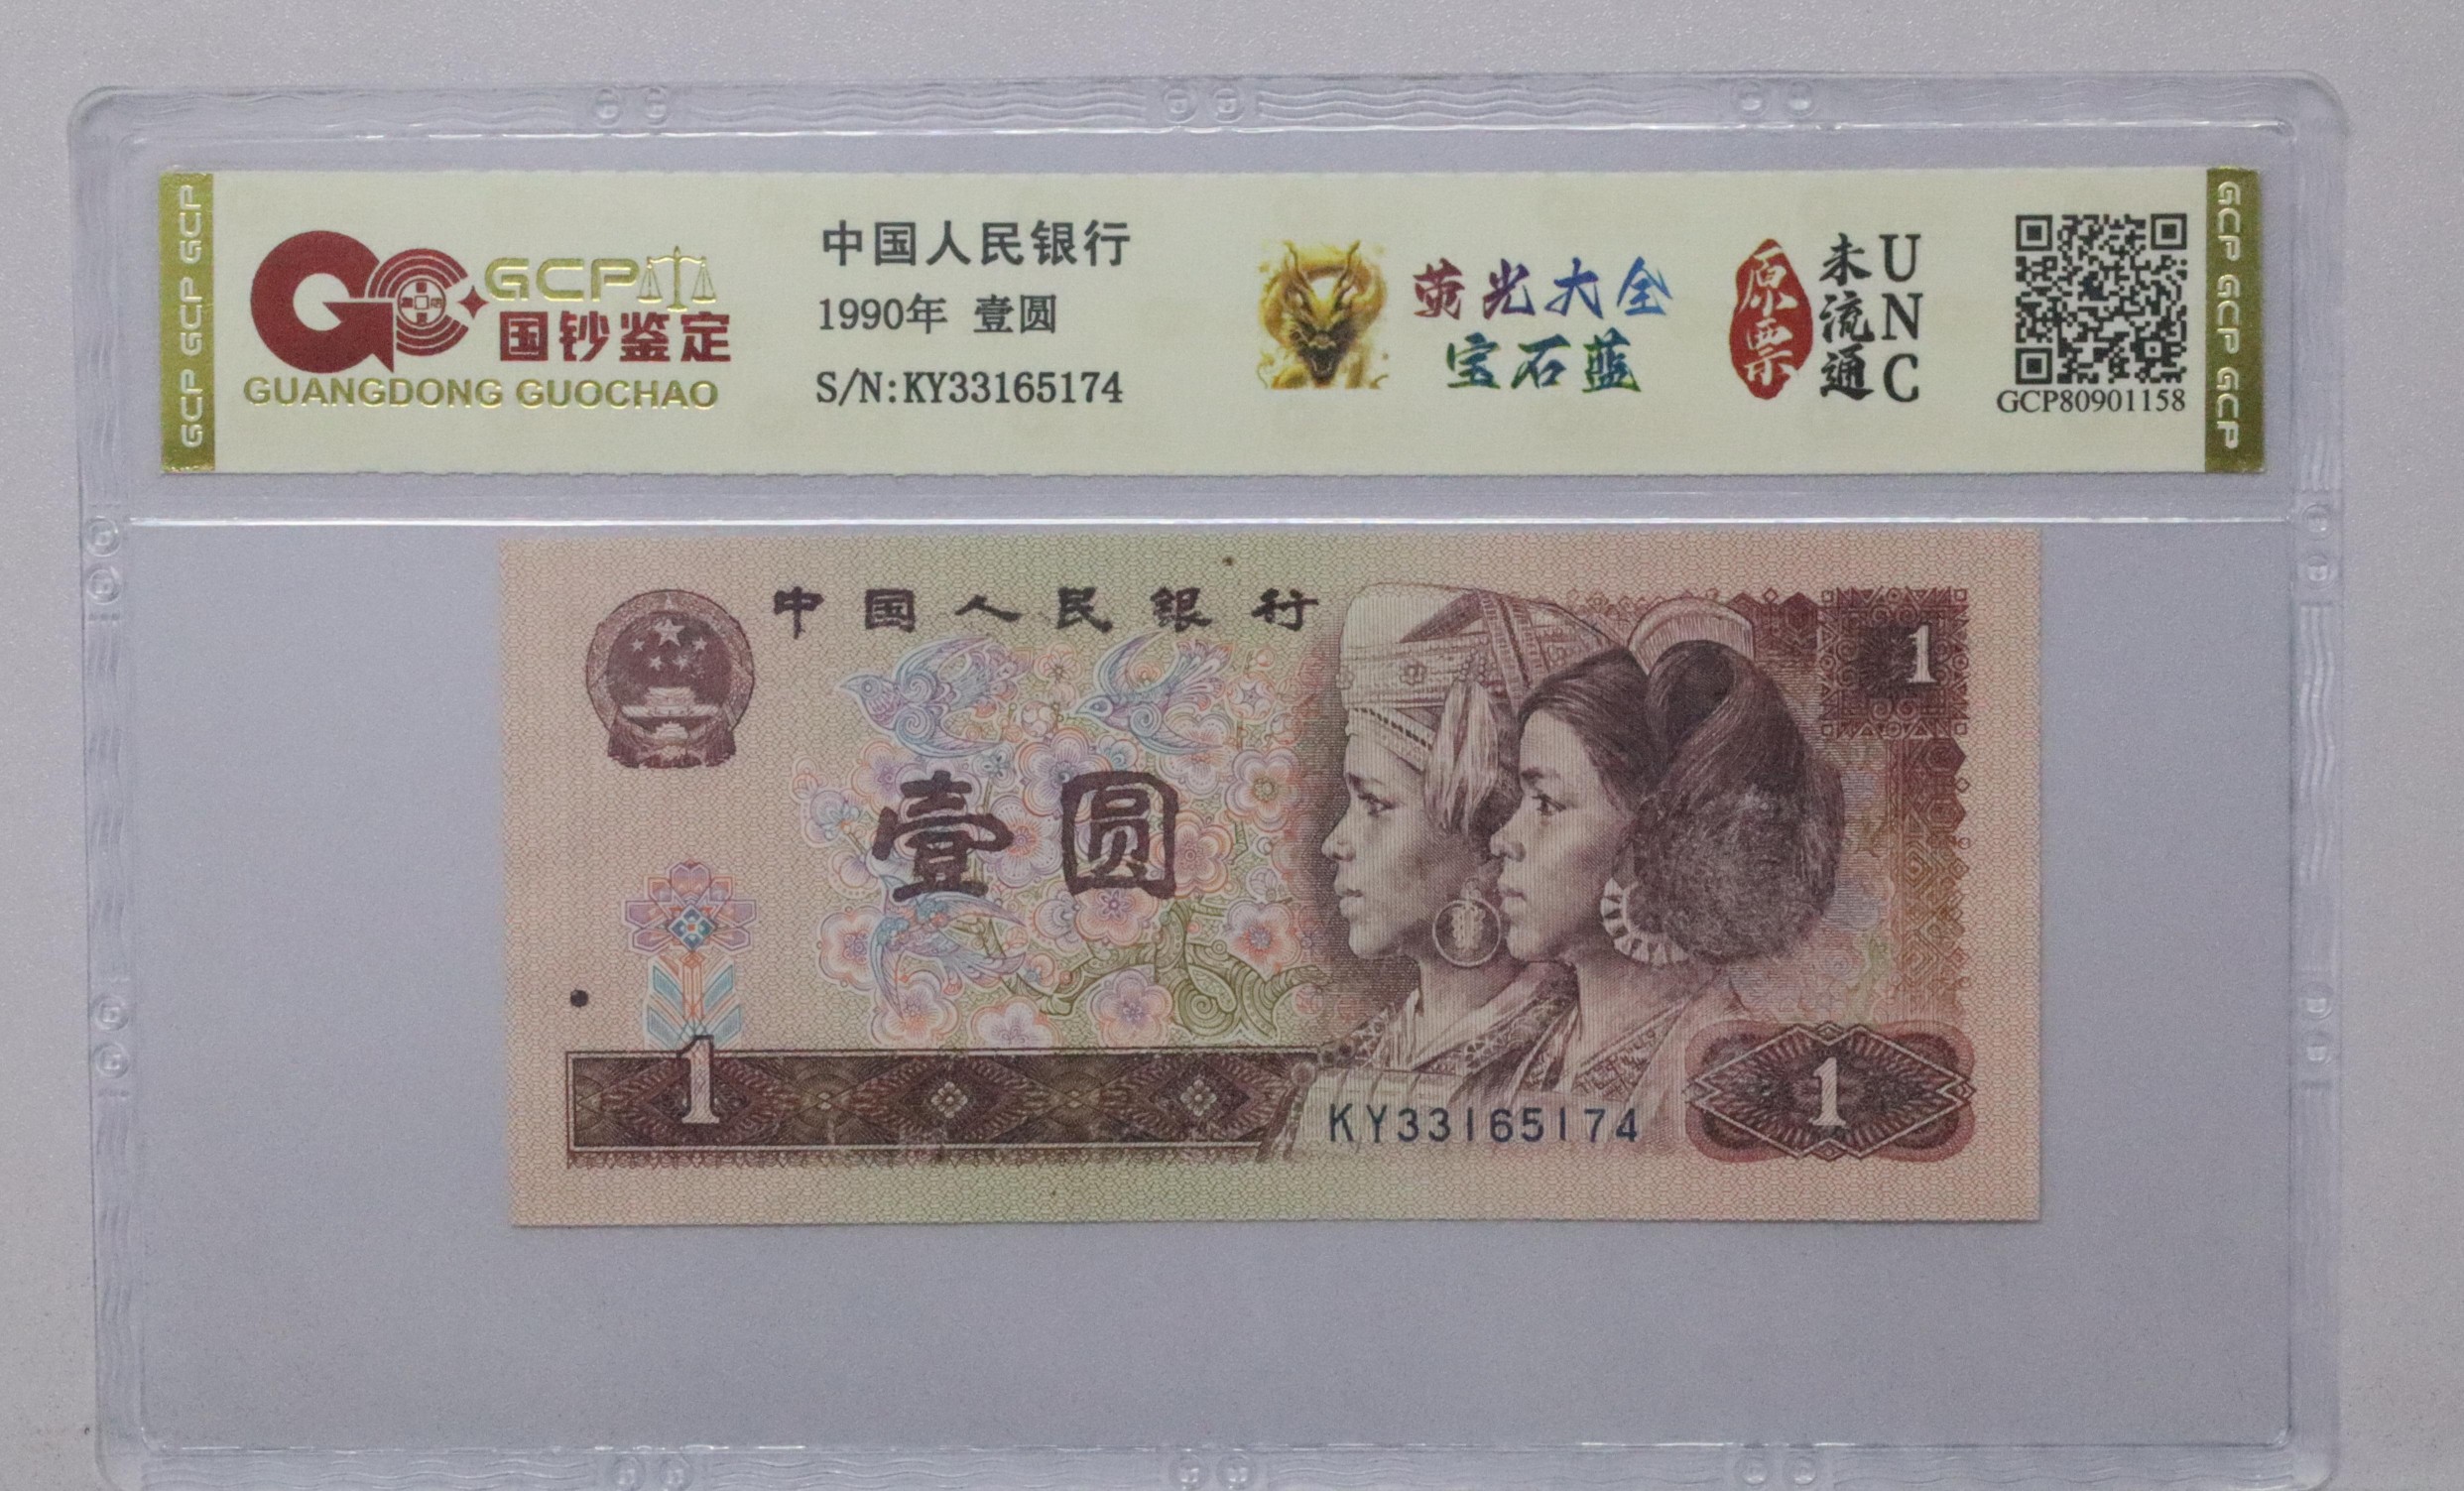 GCP GCP GCP
GCP
国钞鉴定
GUANGDONG GUOCHAO
中国人民银行
1990年 壹圆
S/N:KY33165174
荧光大全
宝石蓝
原票
未流通
UNC
GCP80901158
GCP GCP GCP
中国人民银行
1
壹圆
1
KY33165174
1